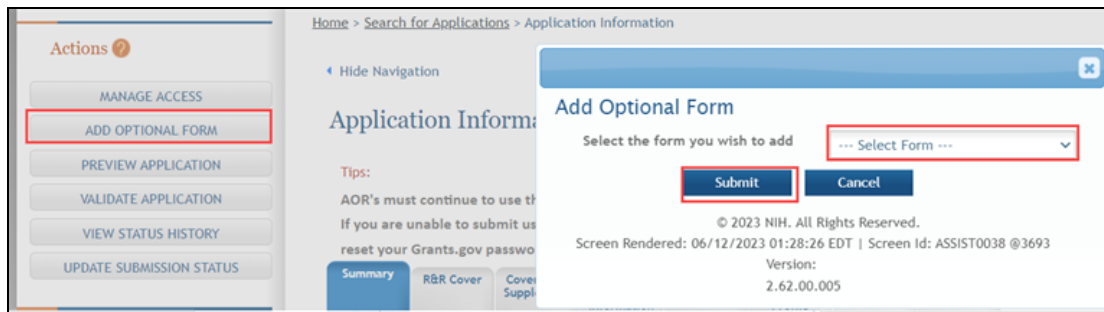 Home > Search for Applications > Application Information
Actions ?
Hide Navigation
MANAGE ACCESS
ADD OPTIONAL FORM
PREVIEW APPLICATION
VALIDATE APPLICATION
VIEW STATUS HISTORY
UPDATE SUBMISSION STATUS
Application
Tips:
AOR's must continue to use
If you are unable to submit
reset your Grants.gov
Summary
R&R Cover
Add Optional Form
Select the form you wish to add
--- Select Form ---
Submit
Cancel
© 2023 NIH. All Rights Reserved.
Screen Rendered: 06/12/2023 01:28:26 EDT | Screen Id: ASSIST0038 @3693
Version:
2.62.00.005